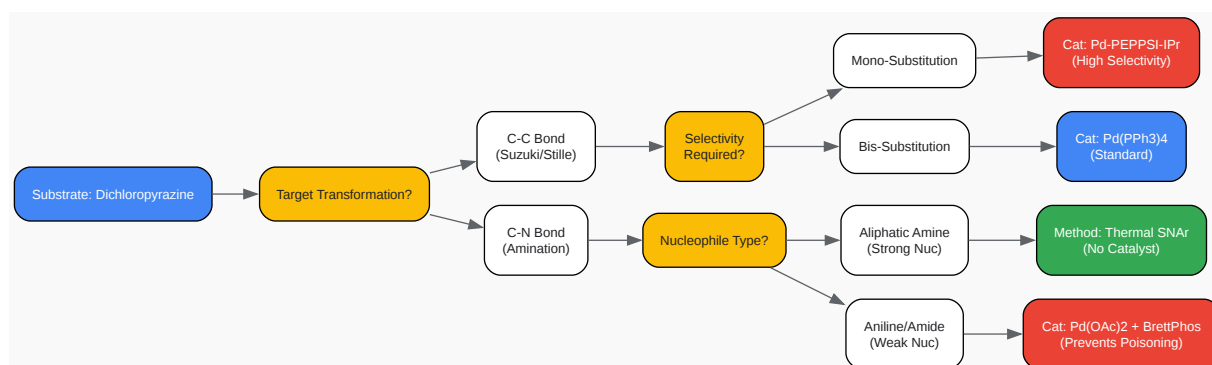 Substrate: Dichloropyrazine
Target Transformation?
C-C Bond
(Suzuki/Stille)
Selectivity
Required?
Mono-Substitution
Cat: Pd-PEPPSI-IPr
(High Selectivity)
Bis-Substitution
Cat: Pd(PPh3)4
(Standard)
C-N Bond
(Amination)
Nucleophile Type?
Aliphatic Amine
(Strong Nuc)
Method: Thermal SNAr
(No Catalyst)
Aniline/Amide
(Weak Nuc)
Cat: Pd(OAc)2 + BrettPhos
(Prevents Poisoning)